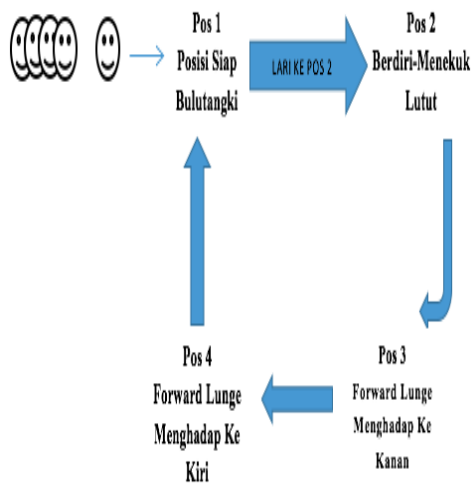 Pos 1
Posisi Siap
Bulutangki
LARI KE POS 2
Pos 2
Berdiri-Menekuk
Lutut
Pos 3
Forward Lunge
Menghadap Ke
Kanan
Pos 4
Forward Lunge
Menghadap Ke
Kiri